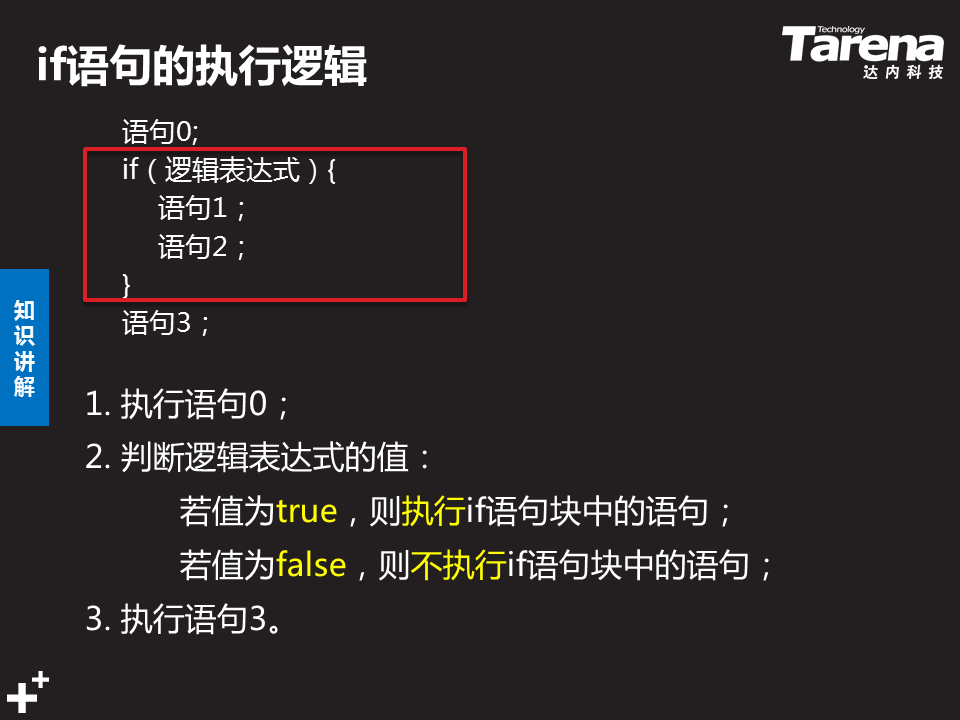 if语句的执行逻辑
Technology
Tarena
达内科技
语句0;
if（逻辑表达式）{
语句1；
语句2；
}
语句3；
知识讲解
1. 执行语句0；
2. 判断逻辑表达式的值：
若值为true，则执行if语句块中的语句；
若值为false，则不执行if语句块中的语句；
3. 执行语句3。